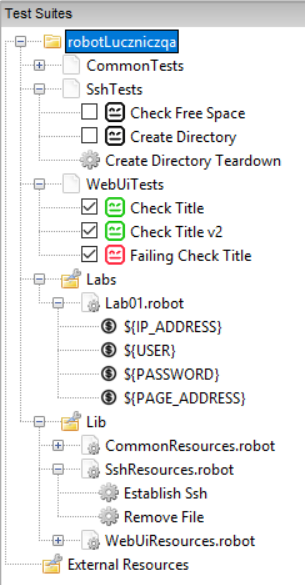 Test Suites
robotLuczniczqa
CommonTests
SshTests
Check Free Space
Create Directory
Create Directory Teardown
WebUiTests
Check Title
Check Title v2
Failing Check Title
Labs
Lab01.robot
${IP_ADDRESS}
${USER}
${PASSWORD}
${PAGE_ADDRESS}
Lib
CommonResources.robot
SshResources.robot
Establish Ssh
Remove File
WebUiResources.robot
External Resources